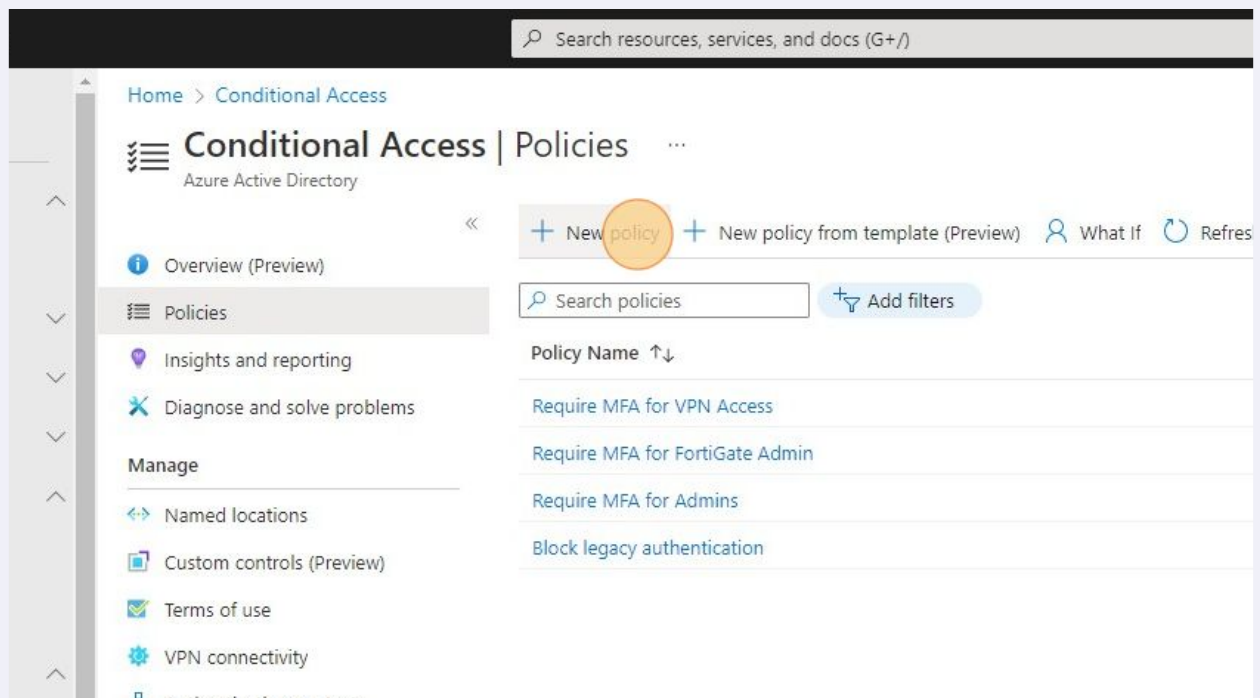 Search resources, services, and docs (G+/)
Home > Conditional Access
Conditional Access | Policies ...
Azure Active Directory
«
+ New policy + New policy from template (Preview) What If Refres
Overview (Preview)
Policies
Insights and reporting
Diagnose and solve problems
Manage
Named locations
Custom controls (Preview)
Terms of use
VPN connectivity
Search policies Add filters
Policy Name ↑↓
Require MFA for VPN Access
Require MFA for FortiGate Admin
Require MFA for Admins
Block legacy authentication